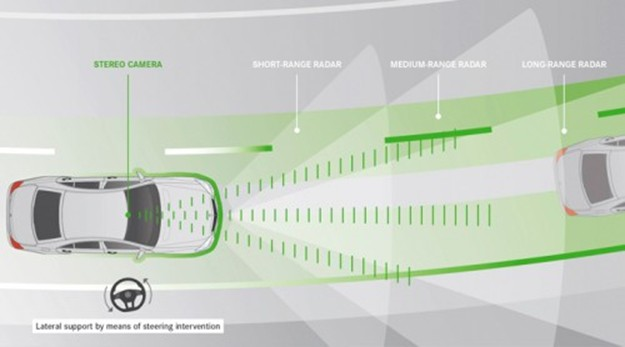 STEREO CAMERA
SHORT-RANGE RADAR
MEDIUM-RANGE RADAR
LONG-RANGE RADAR
Lateral support by means of steering intervention